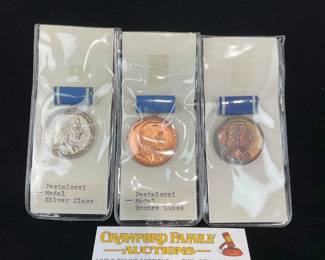 Pestalozzi
Medal
Silver Class
Pestalozzi
Medal
Bronze Class
CRAWFORD FAMILY
AUCTIONS